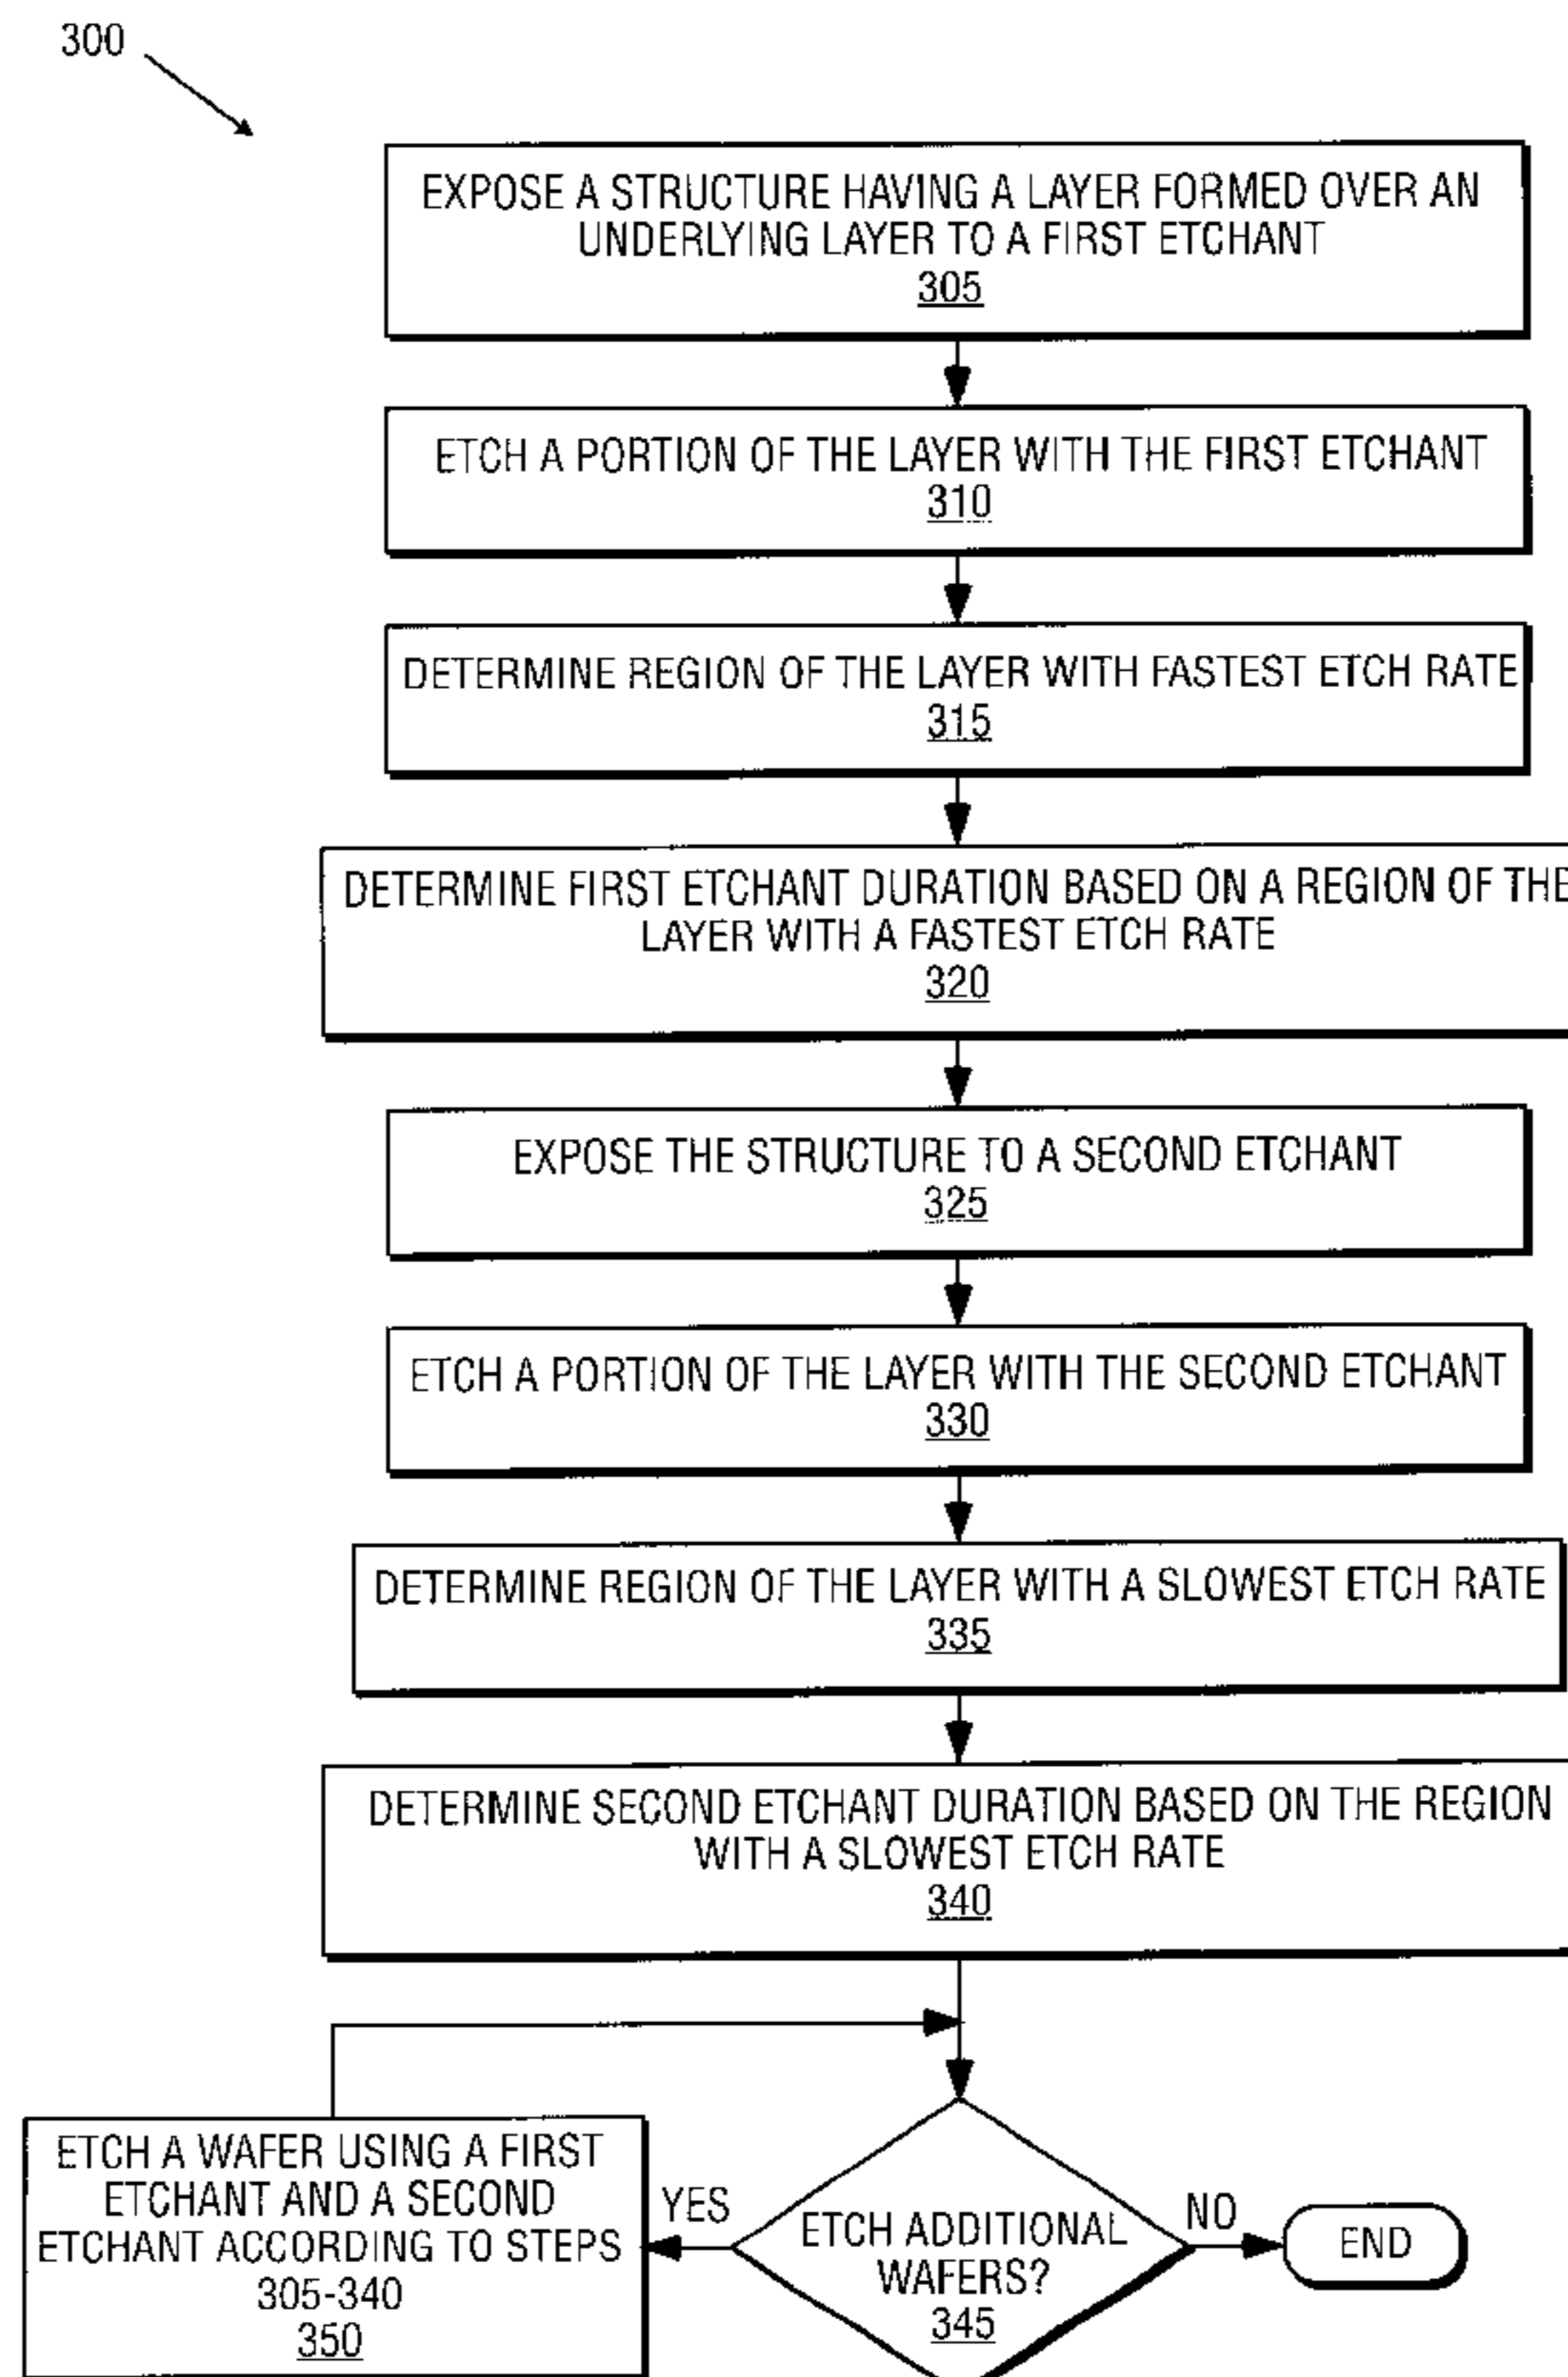 300
EXPOSE A STRUCTURE HAVING A LAYER FORMED OVER AN
UNDERLYING LAYER TO A FIRST ETCHANT
305
ETCH A PORTION OF THE LAYER WITH THE FIRST ETCHANT
310
DETERMINE REGION OF THE LAYER WITH FASTEST ETCH RATE
315
DETERMINE FIRST ETCHANT DURATION BASED ON A REGION OF THE
LAYER WITH A FASTEST ETCH RATE
320
EXPOSE THE STRUCTURE TO A SECOND ETCHANT
325
ETCH A PORTION OF THE LAYER WITH THE SECOND ETCHANT
330
DETERMINE REGION OF THE LAYER WITH A SLOWEST ETCH RATE
335
DETERMINE SECOND ETCHANT DURATION BASED ON THE REGION
WITH A SLOWEST ETCH RATE
340
ETCH A WAFER USING A FIRST
ETCHANT AND A SECOND
ETCHANT ACCORDING TO STEPS
305-340
350
YES
ETCH ADDITIONAL
WAFERS?
345
NO
END